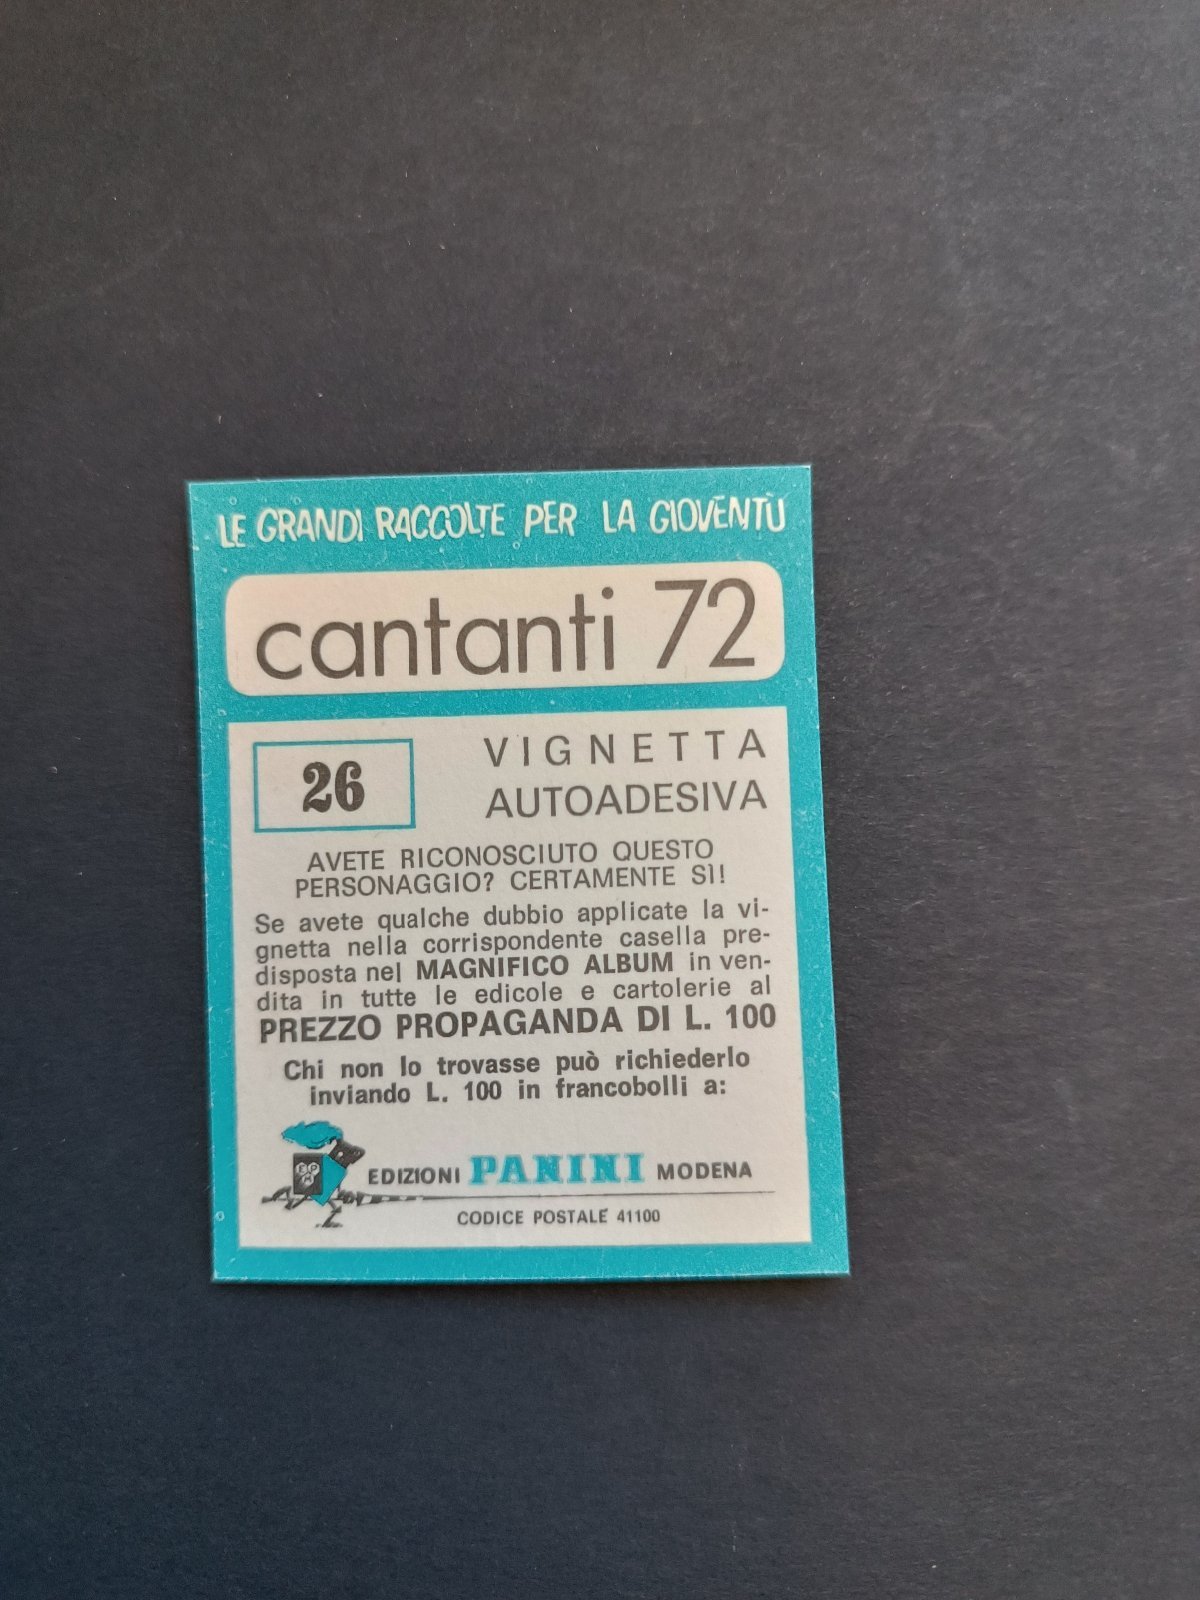 LE GRANDI RACCOLTE PER LA GIOVENTÙ
cantanti 72
26
VIGNETTA
AUTOADESIVA
AVETE RICONOSCIUTO QUESTO
PERSONAGGIO? CERTAMENTE SÌ!
Se avete qualche dubbio applicate la vi-
gnetta nella corrispondente casella pre-
disposta nel MAGNIFICO ALBUM in ven-
dita in tutte le edicole e cartolerie al
PREZZO PROPAGANDA DI L. 100
Chi non lo trovasse può richiederlo
inviando L. 100 in francobolli a:
EPM
EDIZIONI PANINI MODENA
CODICE POSTALE 41100